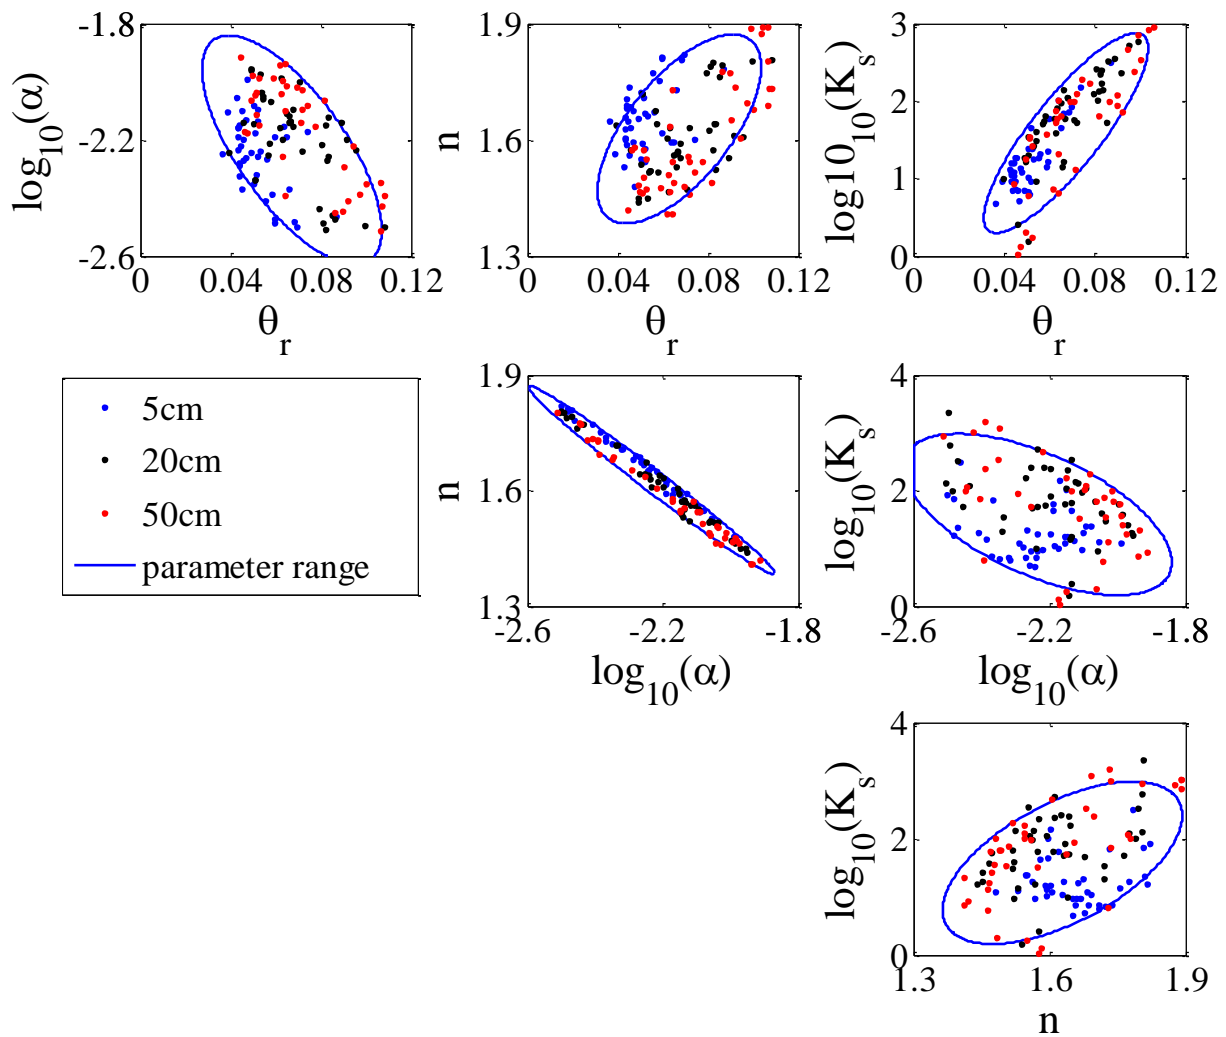 -1.8
-2.2
-2.6
log10(α)
0 0.04 0.08 0.12
θr
1.9
1.6
1.3
n
0 0.04 0.08 0.12
θr
3
2
1
0
log1010(Ks)
0 0.04 0.08 0.12
θr
5cm
20cm
50cm
parameter range
1.9
1.6
1.3
n
-2.6 -2.2 -1.8
log10(α)
4
2
0
log10(Ks)
-2.6 -2.2 -1.8
log10(α)
4
2
0
log10(Ks)
1.3 1.6 1.9
n